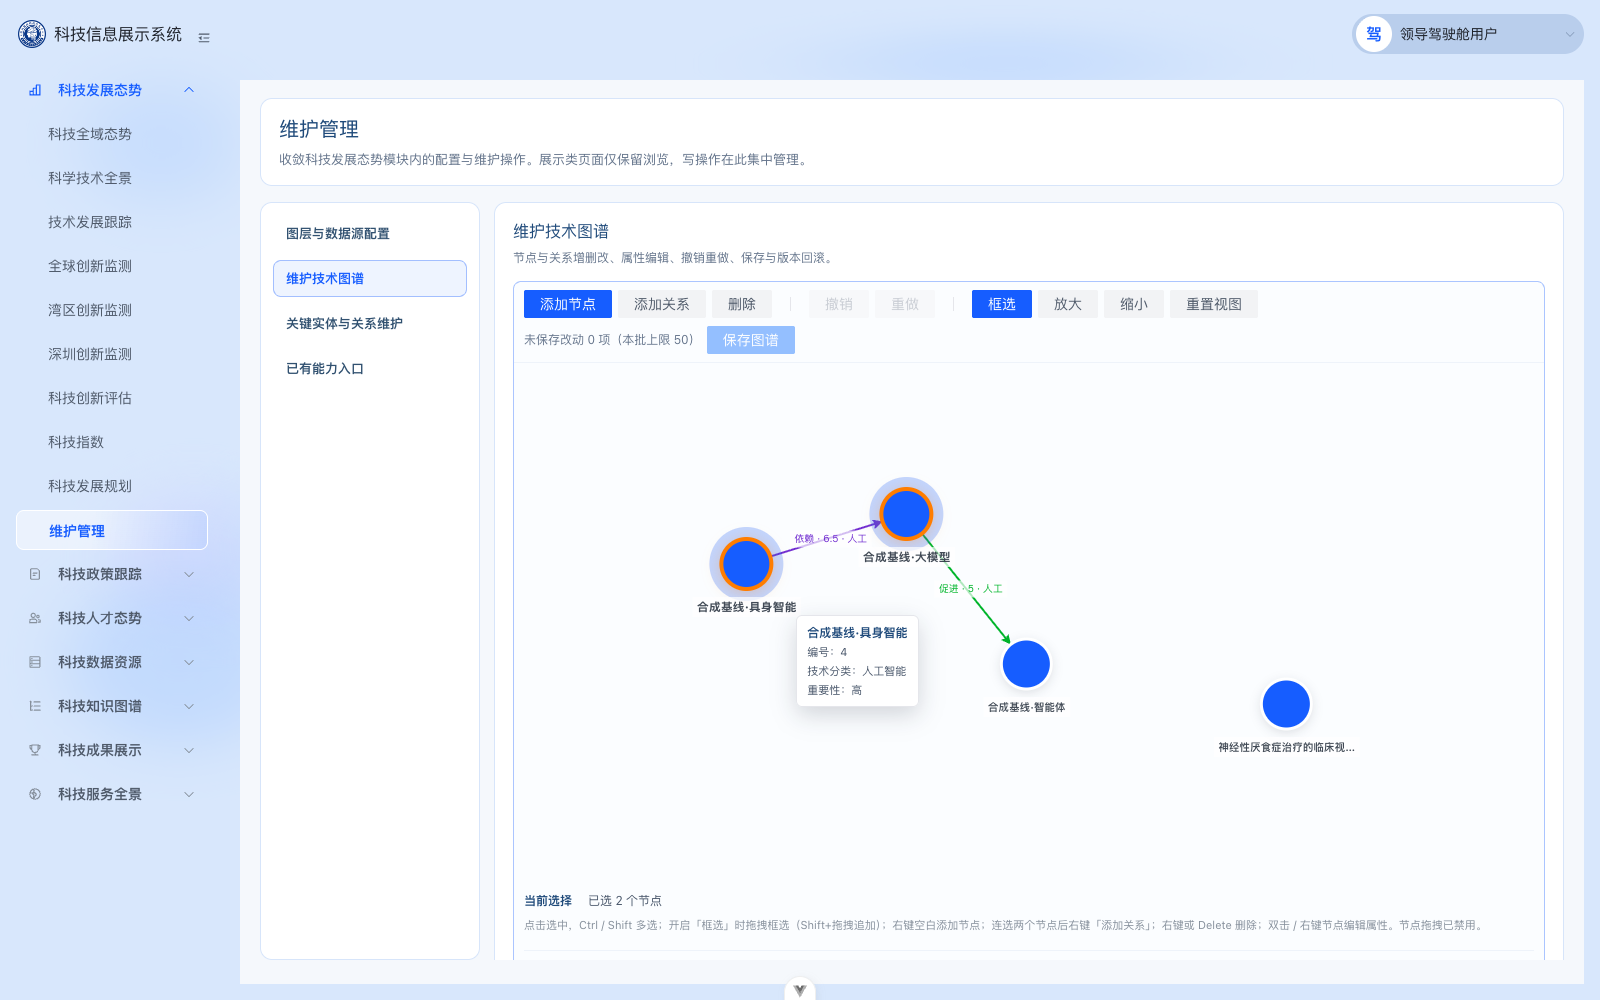 科技信息展示系统
驾 领导驾驶舱用户
科技发展态势
科技全域态势
科学技术全景
技术发展跟踪
全球创新监测
湾区创新监测
深圳创新监测
科技创新评估
科技指数
科技发展规划
维护管理
科技政策跟踪
科技人才态势
科技数据资源
科技知识图谱
科技成果展示
科技服务全景
维护管理
收敛科技发展态势模块内的配置与维护操作。展示类页面仅保留浏览，写操作在此集中管理。
图层与数据源配置
维护技术图谱
关键实体与关系维护
已有能力入口
维护技术图谱
节点与关系增删改、属性编辑、撤销重做、保存与版本回滚。
添加节点 添加关系 删除 撤销 重做 框选 放大 缩小 重置视图
未保存改动 0 项（本批上限 50） 保存图谱
依赖 · 6.5 · 人工
合成基线·大模型
促进 · 5 · 人工
合成基线·具身智能
合成基线·具身智能
编号：4
技术分类：人工智能
重要性：高
合成基线·智能体
神经性厌食症治疗的临床视...
当前选择 已选 2 个节点
点击选中，Ctrl / Shift 多选；开启「框选」时拖拽框选（Shift+拖拽追加）；右键空白添加节点；连选两个节点后右键「添加关系」；右键或 Delete 删除；双击 / 右键节点编辑属性。节点拖拽已禁用。